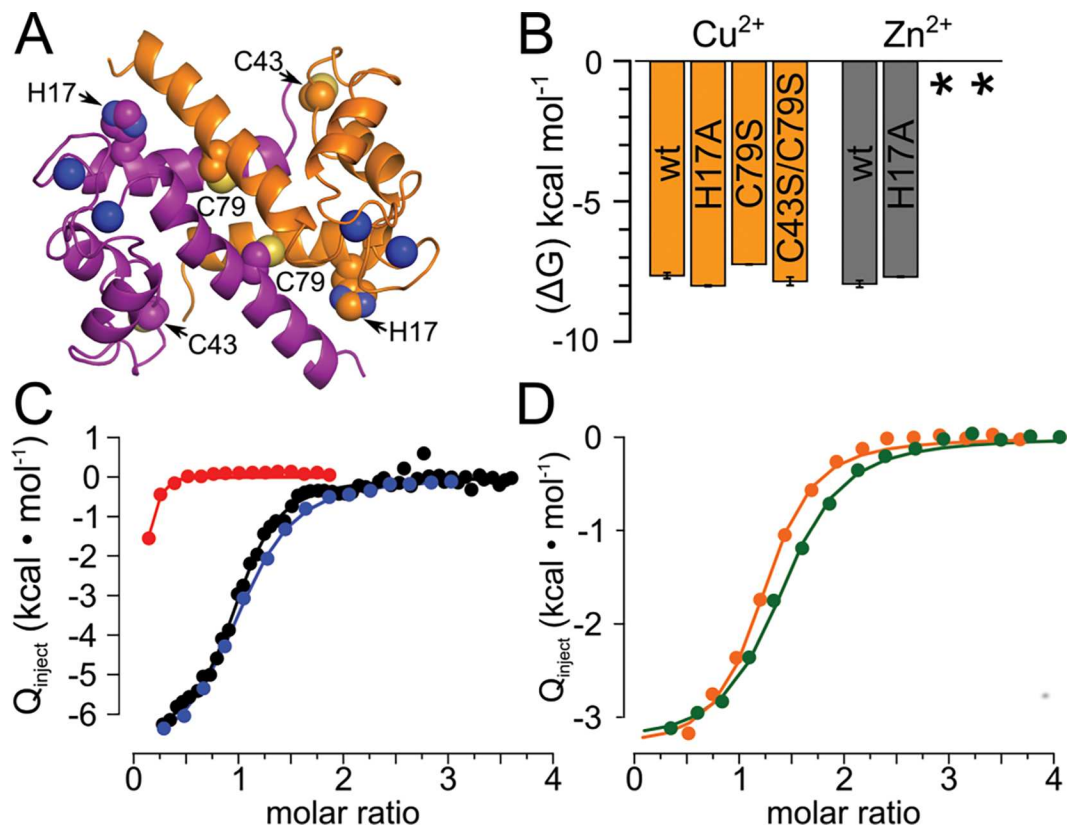 A
C43
H17
C79
C79
H17
C43
B
Cu²⁺
Zn²⁺
0
-5
-10
(ΔG) kcal mol⁻¹
wt
H17A
C79S
C43S/C79S
wt
H17A
* *
C
1
0
-1
-2
-3
-4
-5
-6
Qinject (kcal • mol⁻¹)
0 1 2 3 4
molar ratio
D
0
-1
-2
-3
Qinject (kcal • mol⁻¹)
0 1 2 3 4
molar ratio